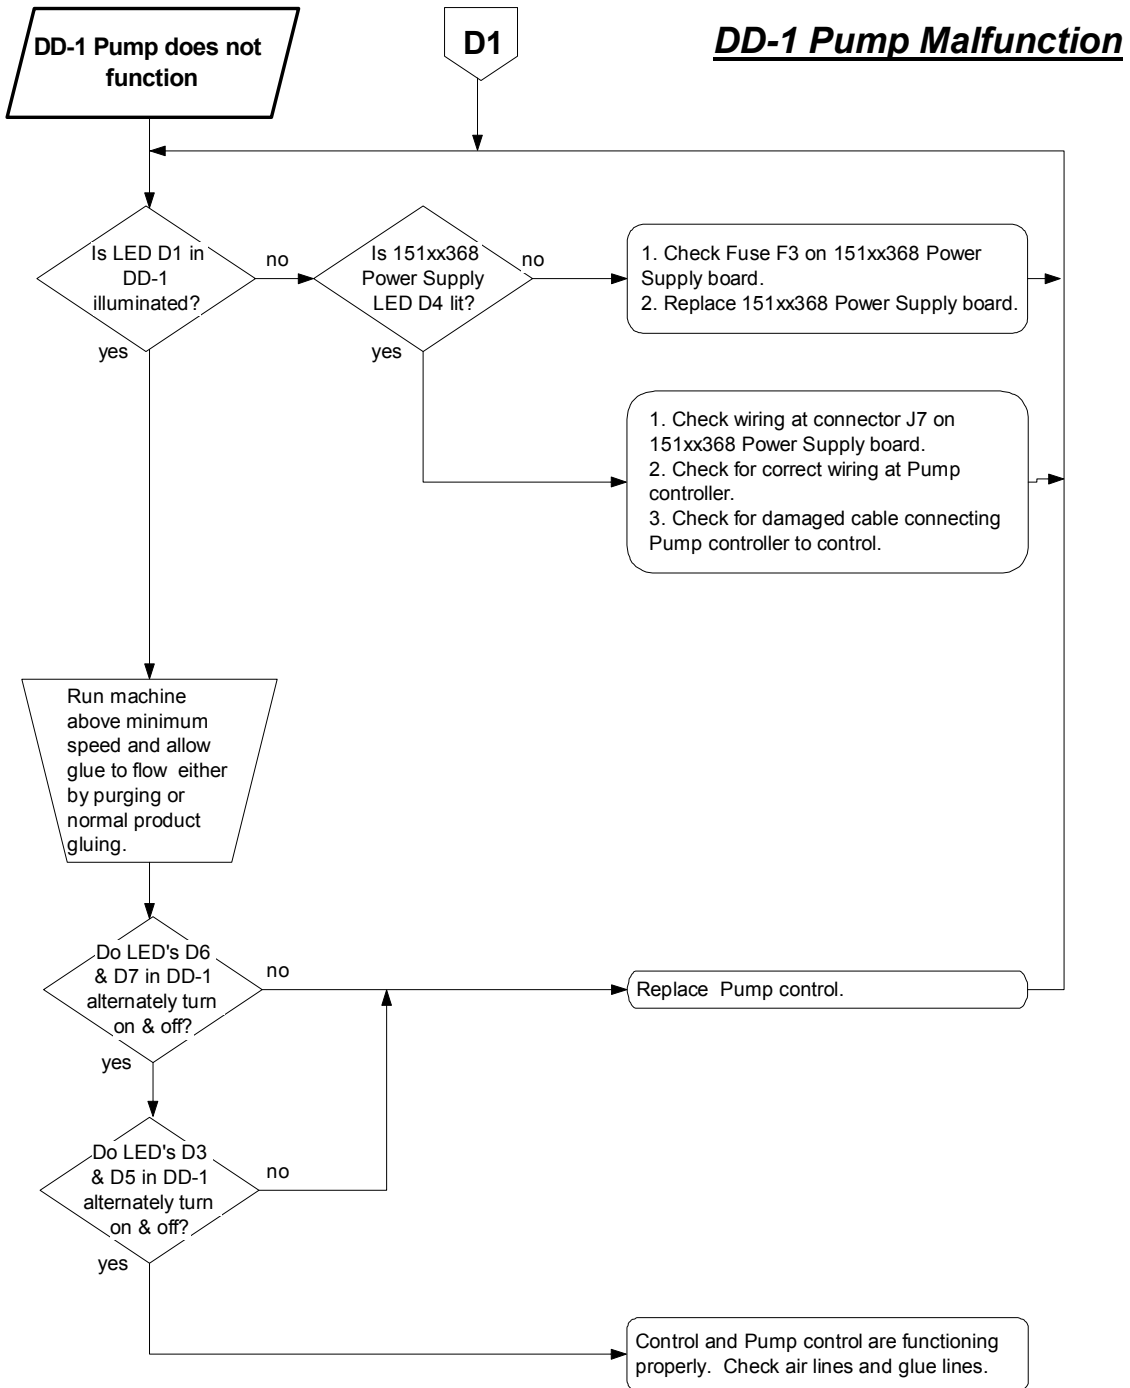 DD-1 Pump does not
function
D1
DD-1 Pump Malfunction
Is LED D1 in
DD-1
illuminated?
no
yes
Is 151xx368
Power Supply
LED D4 lit?
no
yes
1. Check Fuse F3 on 151xx368 Power
Supply board.
2. Replace 151xx368 Power Supply board.
1. Check wiring at connector J7 on
151xx368 Power Supply board.
2. Check for correct wiring at Pump
controller.
3. Check for damaged cable connecting
Pump controller to control.
Run machine
above minimum
speed and allow
glue to flow either
by purging or
normal product
gluing.
Do LED's D6
& D7 in DD-1
alternately turn
on & off?
no
yes
Replace Pump control.
Do LED's D3
& D5 in DD-1
alternately turn
on & off?
no
yes
Control and Pump control are functioning
properly. Check air lines and glue lines.